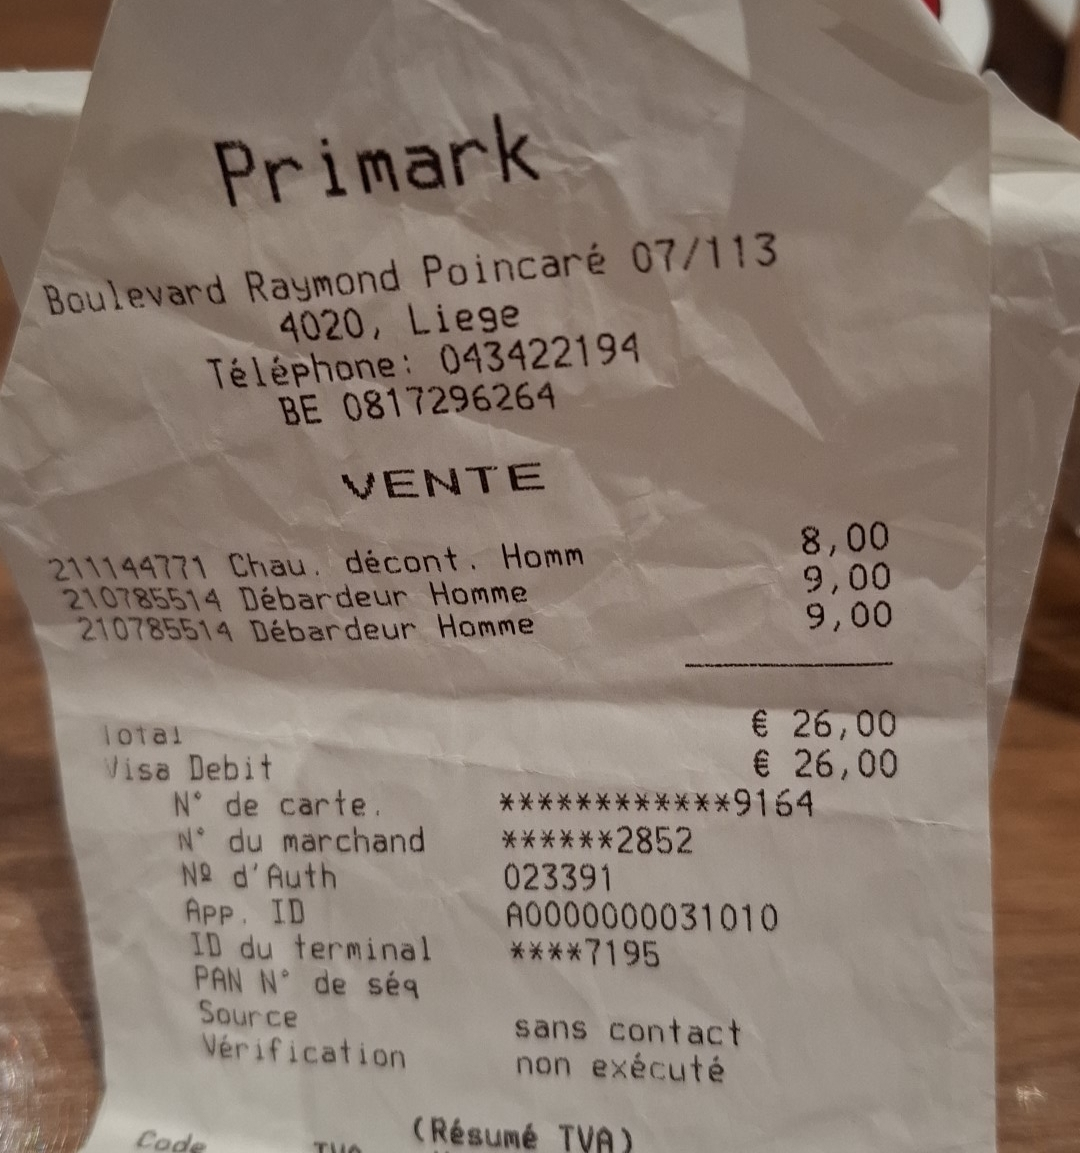 Primark
Boulevard Raymond Poincaré 07/113
4020, Liege
Téléphone: 043422194
BE 0817296264
VENTE
211144771 Chau. décont. Homm 8,00
210785514 Débardeur Homme 9,00
210785514 Débardeur Homme 9,00
Total € 26,00
Visa Debit € 26,00
N° de carte. ************9164
N° du marchand ******2852
Nº d'Auth 023391
App. ID A0000000031010
ID du terminal ****7195
PAN N° de séq
Source sans contact
Vérification non exécuté
(Résumé TVA)
Code TVA